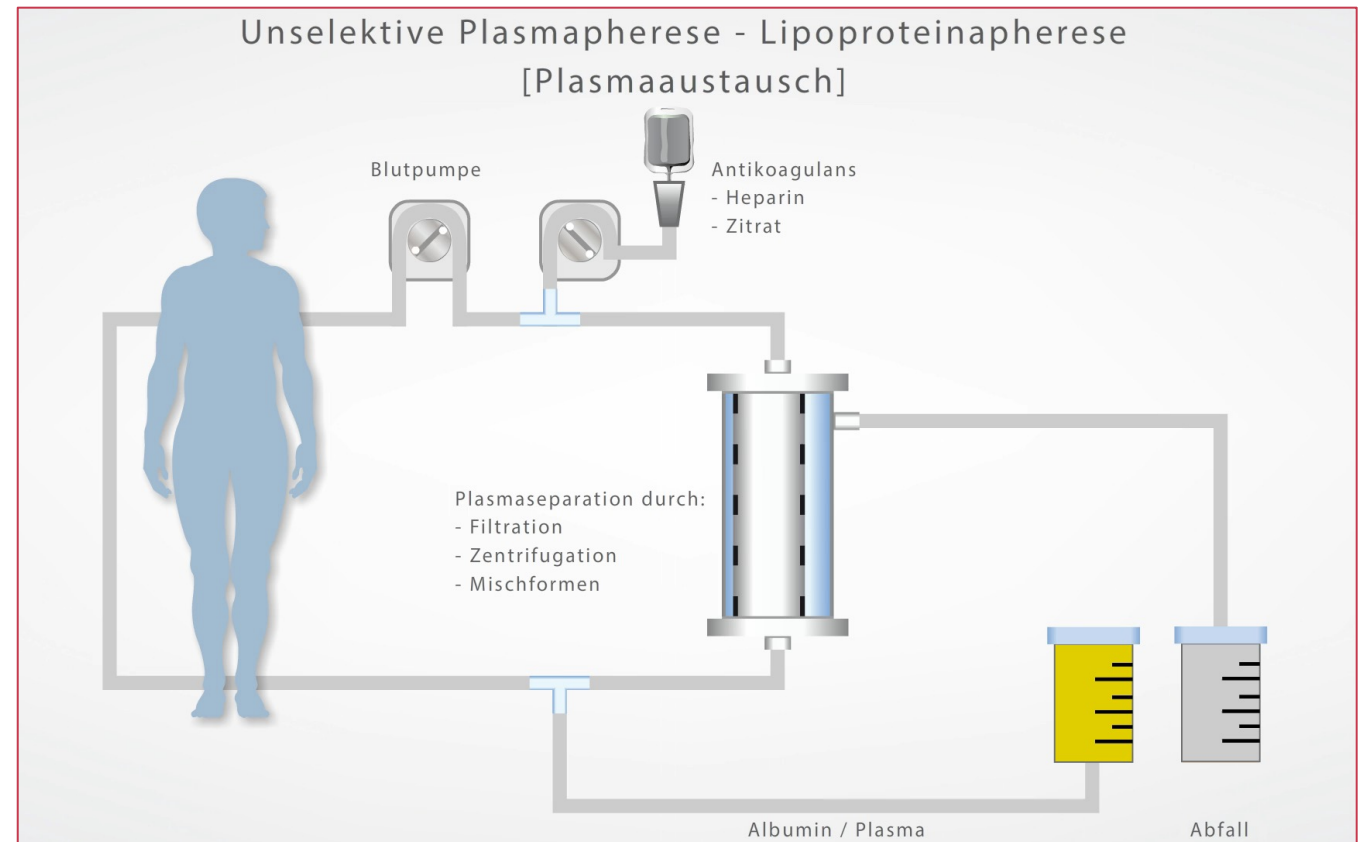 Unselektive Plasmapherese - Lipoproteinapherese
[Plasmaaustausch]
Blutpumpe
Antikoagulans
- Heparin
- Zitrat
Plasmaseparation durch:
- Filtration
- Zentrifugation
- Mischformen
Albumin / Plasma
Abfall